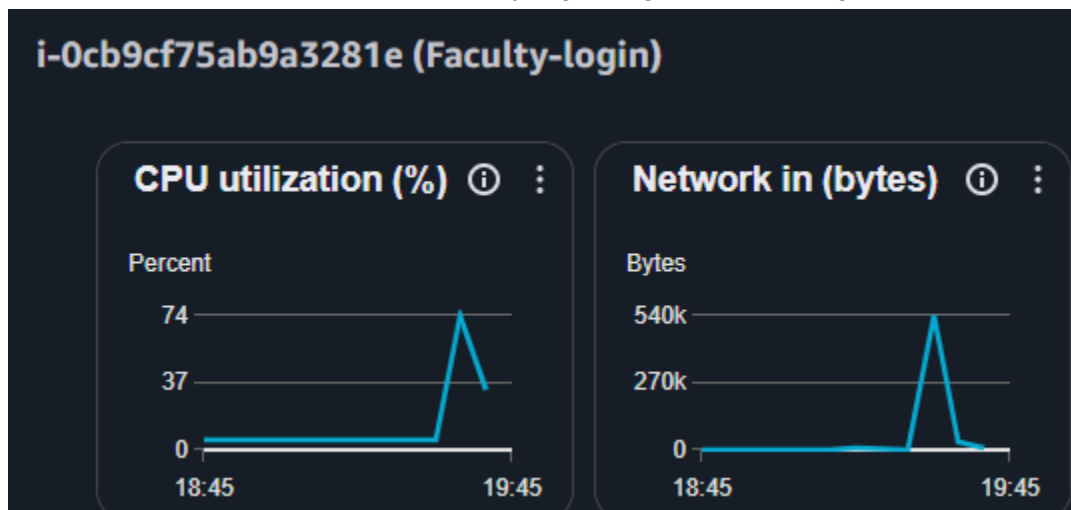 i-0cb9cf75ab9a3281e (Faculty-login)
CPU utilization (%)
Percent
74
37
0
18:45 19:45
Network in (bytes)
Bytes
540k
270k
0
18:45 19:45